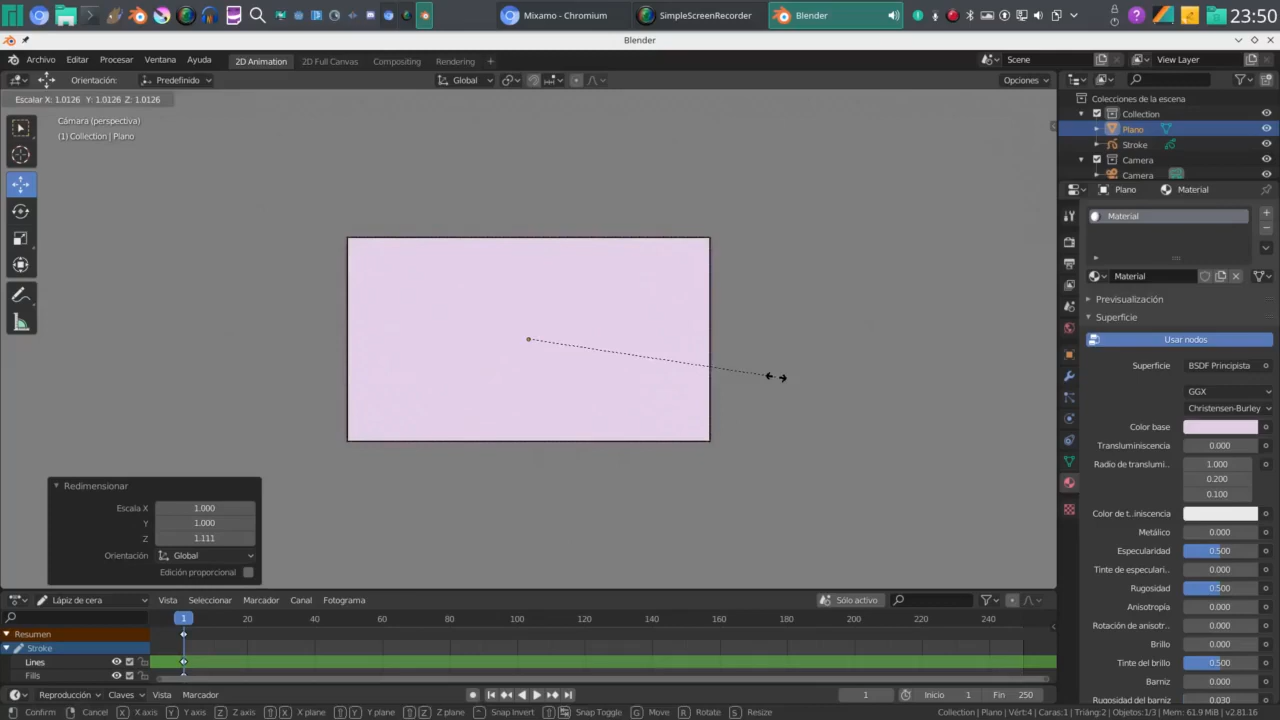 Mixamo - Chromium
SimpleScreenRecorder
Blender
23:50
Blender
Archivo Editar Procesar Ventana Ayuda
2D Animation 2D Full Canvas Compositing Rendering +
Scene
View Layer
Orientación: Predefinido
Global
Opciones
Escalar X: 1.0126 Y: 1.0126 Z: 1.0126
Cámara (perspectiva)
(1) Collection | Plano
Colecciones de la escena
Collection
Plano
Stroke
Camera
Camera
Plano
Material
Material
Material
Previsualización
Superficie
Usar nodos
Superficie BSDF Principista
GGX
Christensen-Burley
Color base
Transluminiscencia 0.000
Radio de translumi.. 1.000
0.200
0.100
Color de t..iniscencia
Metálico 0.000
Especularidad 0.500
Tinte de especulari.. 0.000
Rugosidad 0.500
Anisotropía 0.000
Rotación de anisotr.. 0.000
Brillo 0.000
Tinte del brillo 0.500
Barniz 0.000
Rugosidad del barniz 0.030
Redimensionar
Escala X 1.000
Y 1.000
Z 1.111
Orientación Global
Edición proporcional
Lápiz de cera
Vista Seleccionar Marcador Canal Fotograma
Sólo activo
1 20 40 60 80 100 120 140 160 180 200 220 240
Resumen
Stroke
Lines
Fills
Reproducción Claves Vista Marcador
1
Inicio 1
Fin 250
Confirm Cancel X axis Y axis Z axis X plane Y plane Z plane Snap Invert Snap Toggle Move Rotate Resize
Collection | Plano | Vért:4 | Caras:1 | Triáng:2 | Objetos:1/3 | Mem: 61.9 MiB | v2.81.16